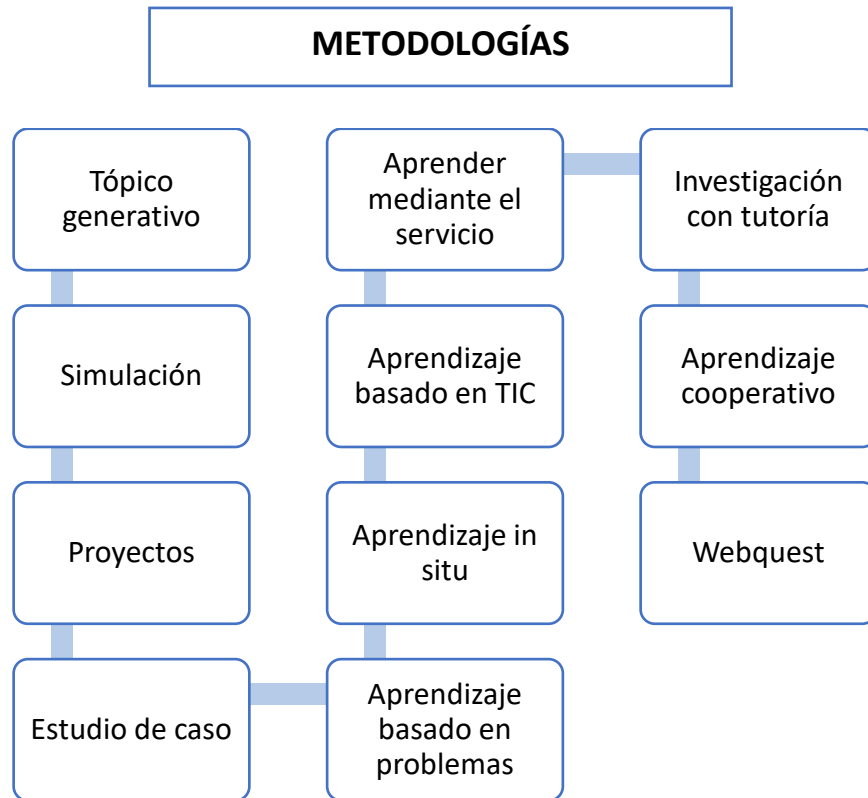 METODOLOGÍAS
Tópico
generativo
Simulación
Proyectos
Estudio de caso
Aprendizaje
basado en
problemas
Aprendizaje in
situ
Aprendizaje
basado en TIC
Aprender
mediante el
servicio
Investigación
con tutoría
Aprendizaje
cooperativo
Webquest